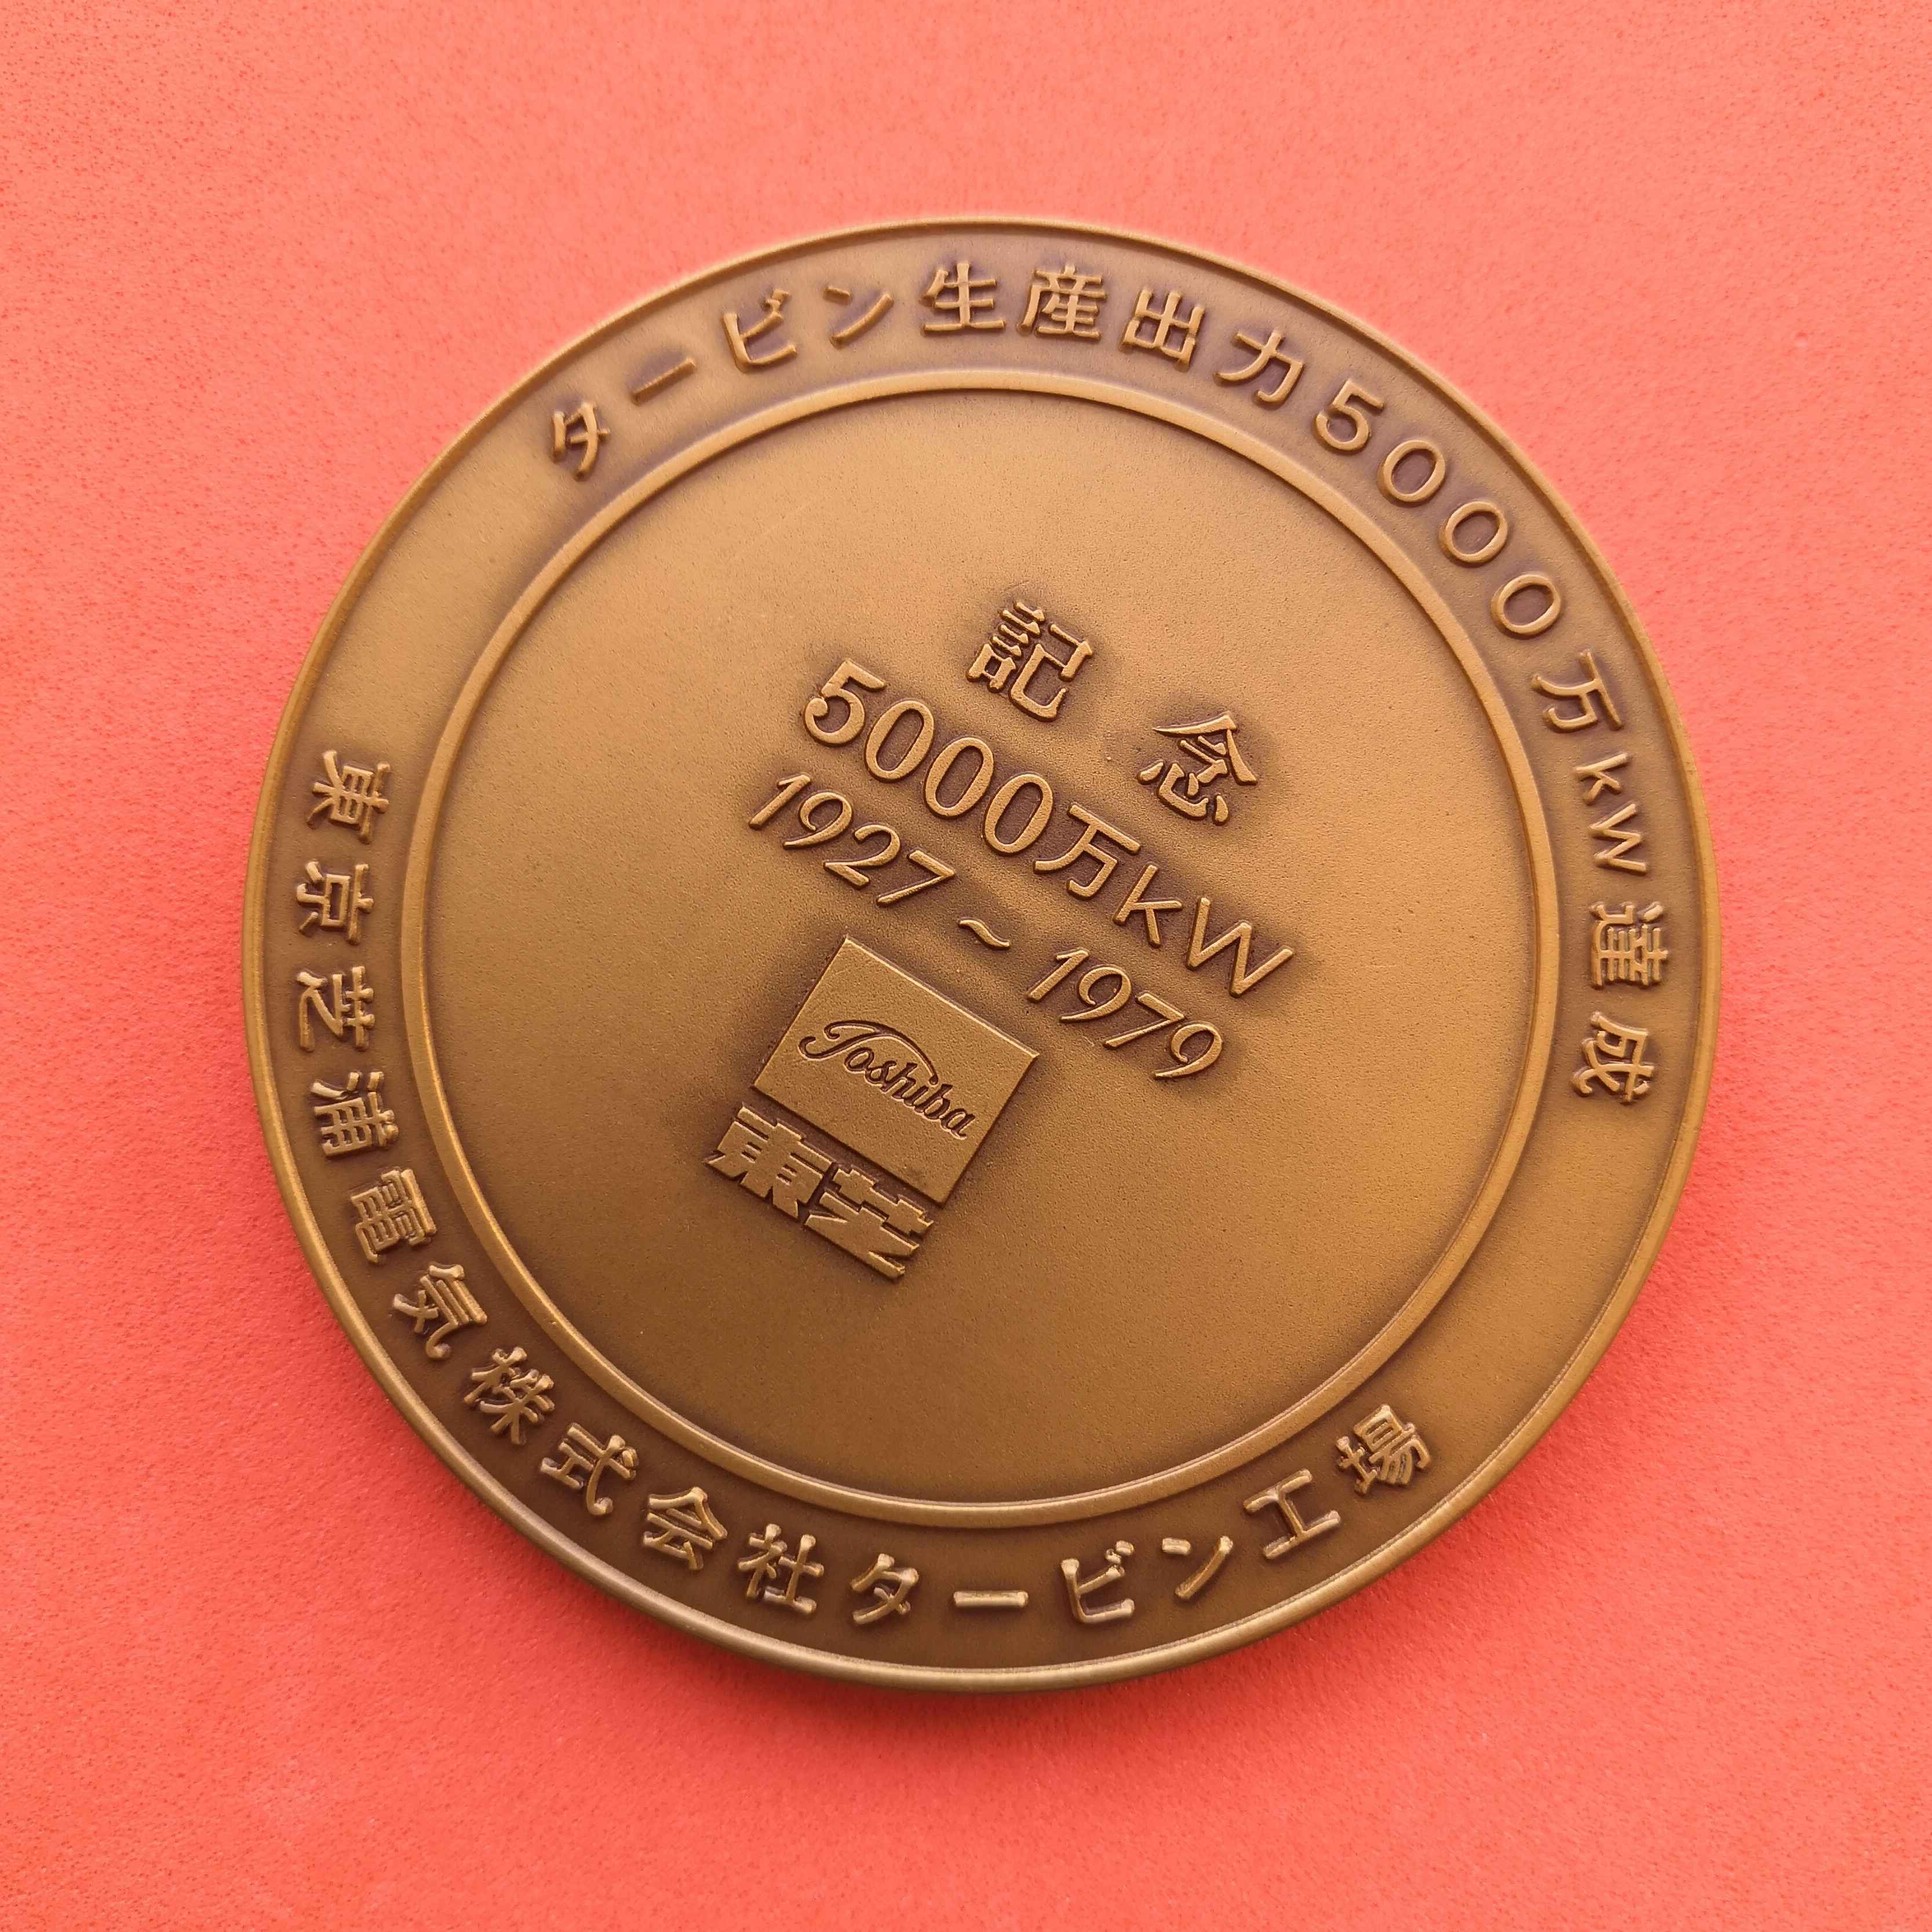 タービン生産出力5000万kW達成
記念
5000万kW
1927~1979
Toshiba
東芝
東京芝浦電気株式会社タービン工場